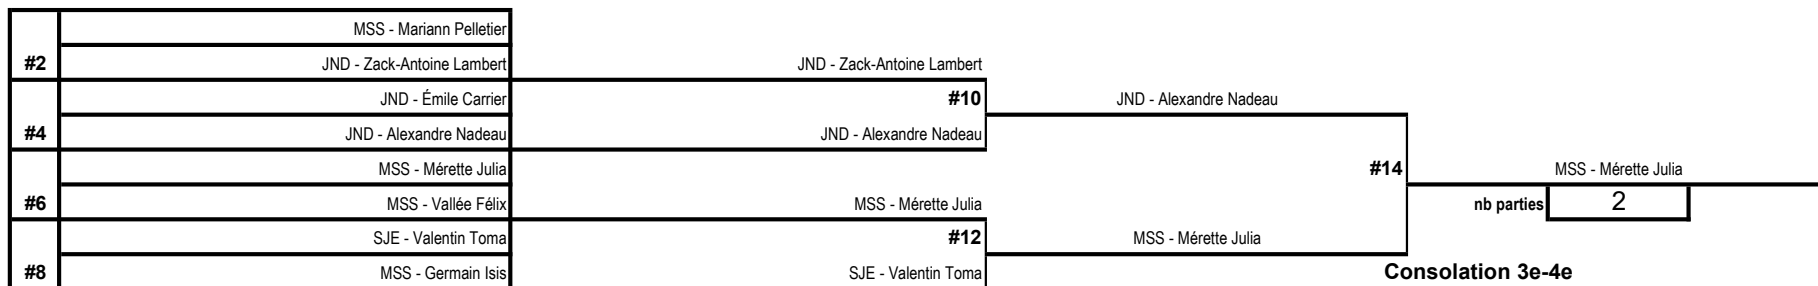 MSS - Mariann Pelletier
#2 JND - Zack-Antoine Lambert JND - Zack-Antoine Lambert
JND - Émile Carrier #10 JND - Alexandre Nadeau
#4 JND - Alexandre Nadeau JND - Alexandre Nadeau
MSS - Mérette Julia #14 MSS - Mérette Julia
#6 MSS - Vallée Félix MSS - Mérette Julia nb parties 2
SJE - Valentin Toma #12 MSS - Mérette Julia
#8 MSS - Germain Isis SJE - Valentin Toma Consolation 3e-4e